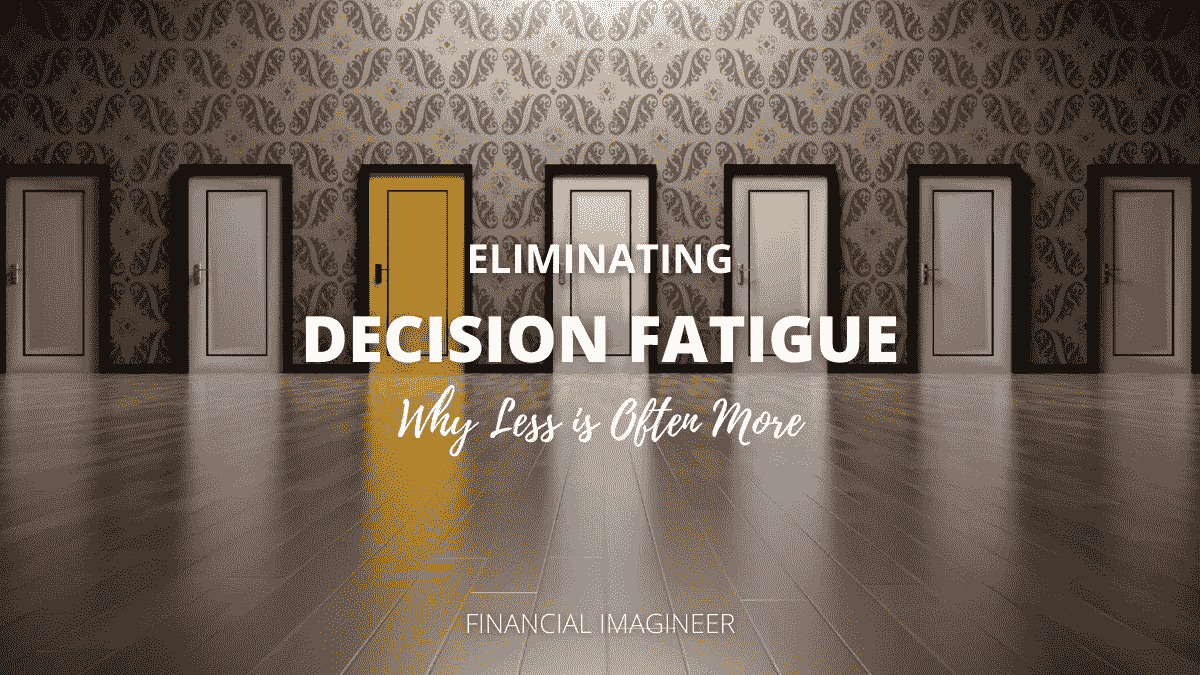 ELIMINATING
DECISION FATIGUE
Why Less is Often More
FINANCIAL IMAGINEER